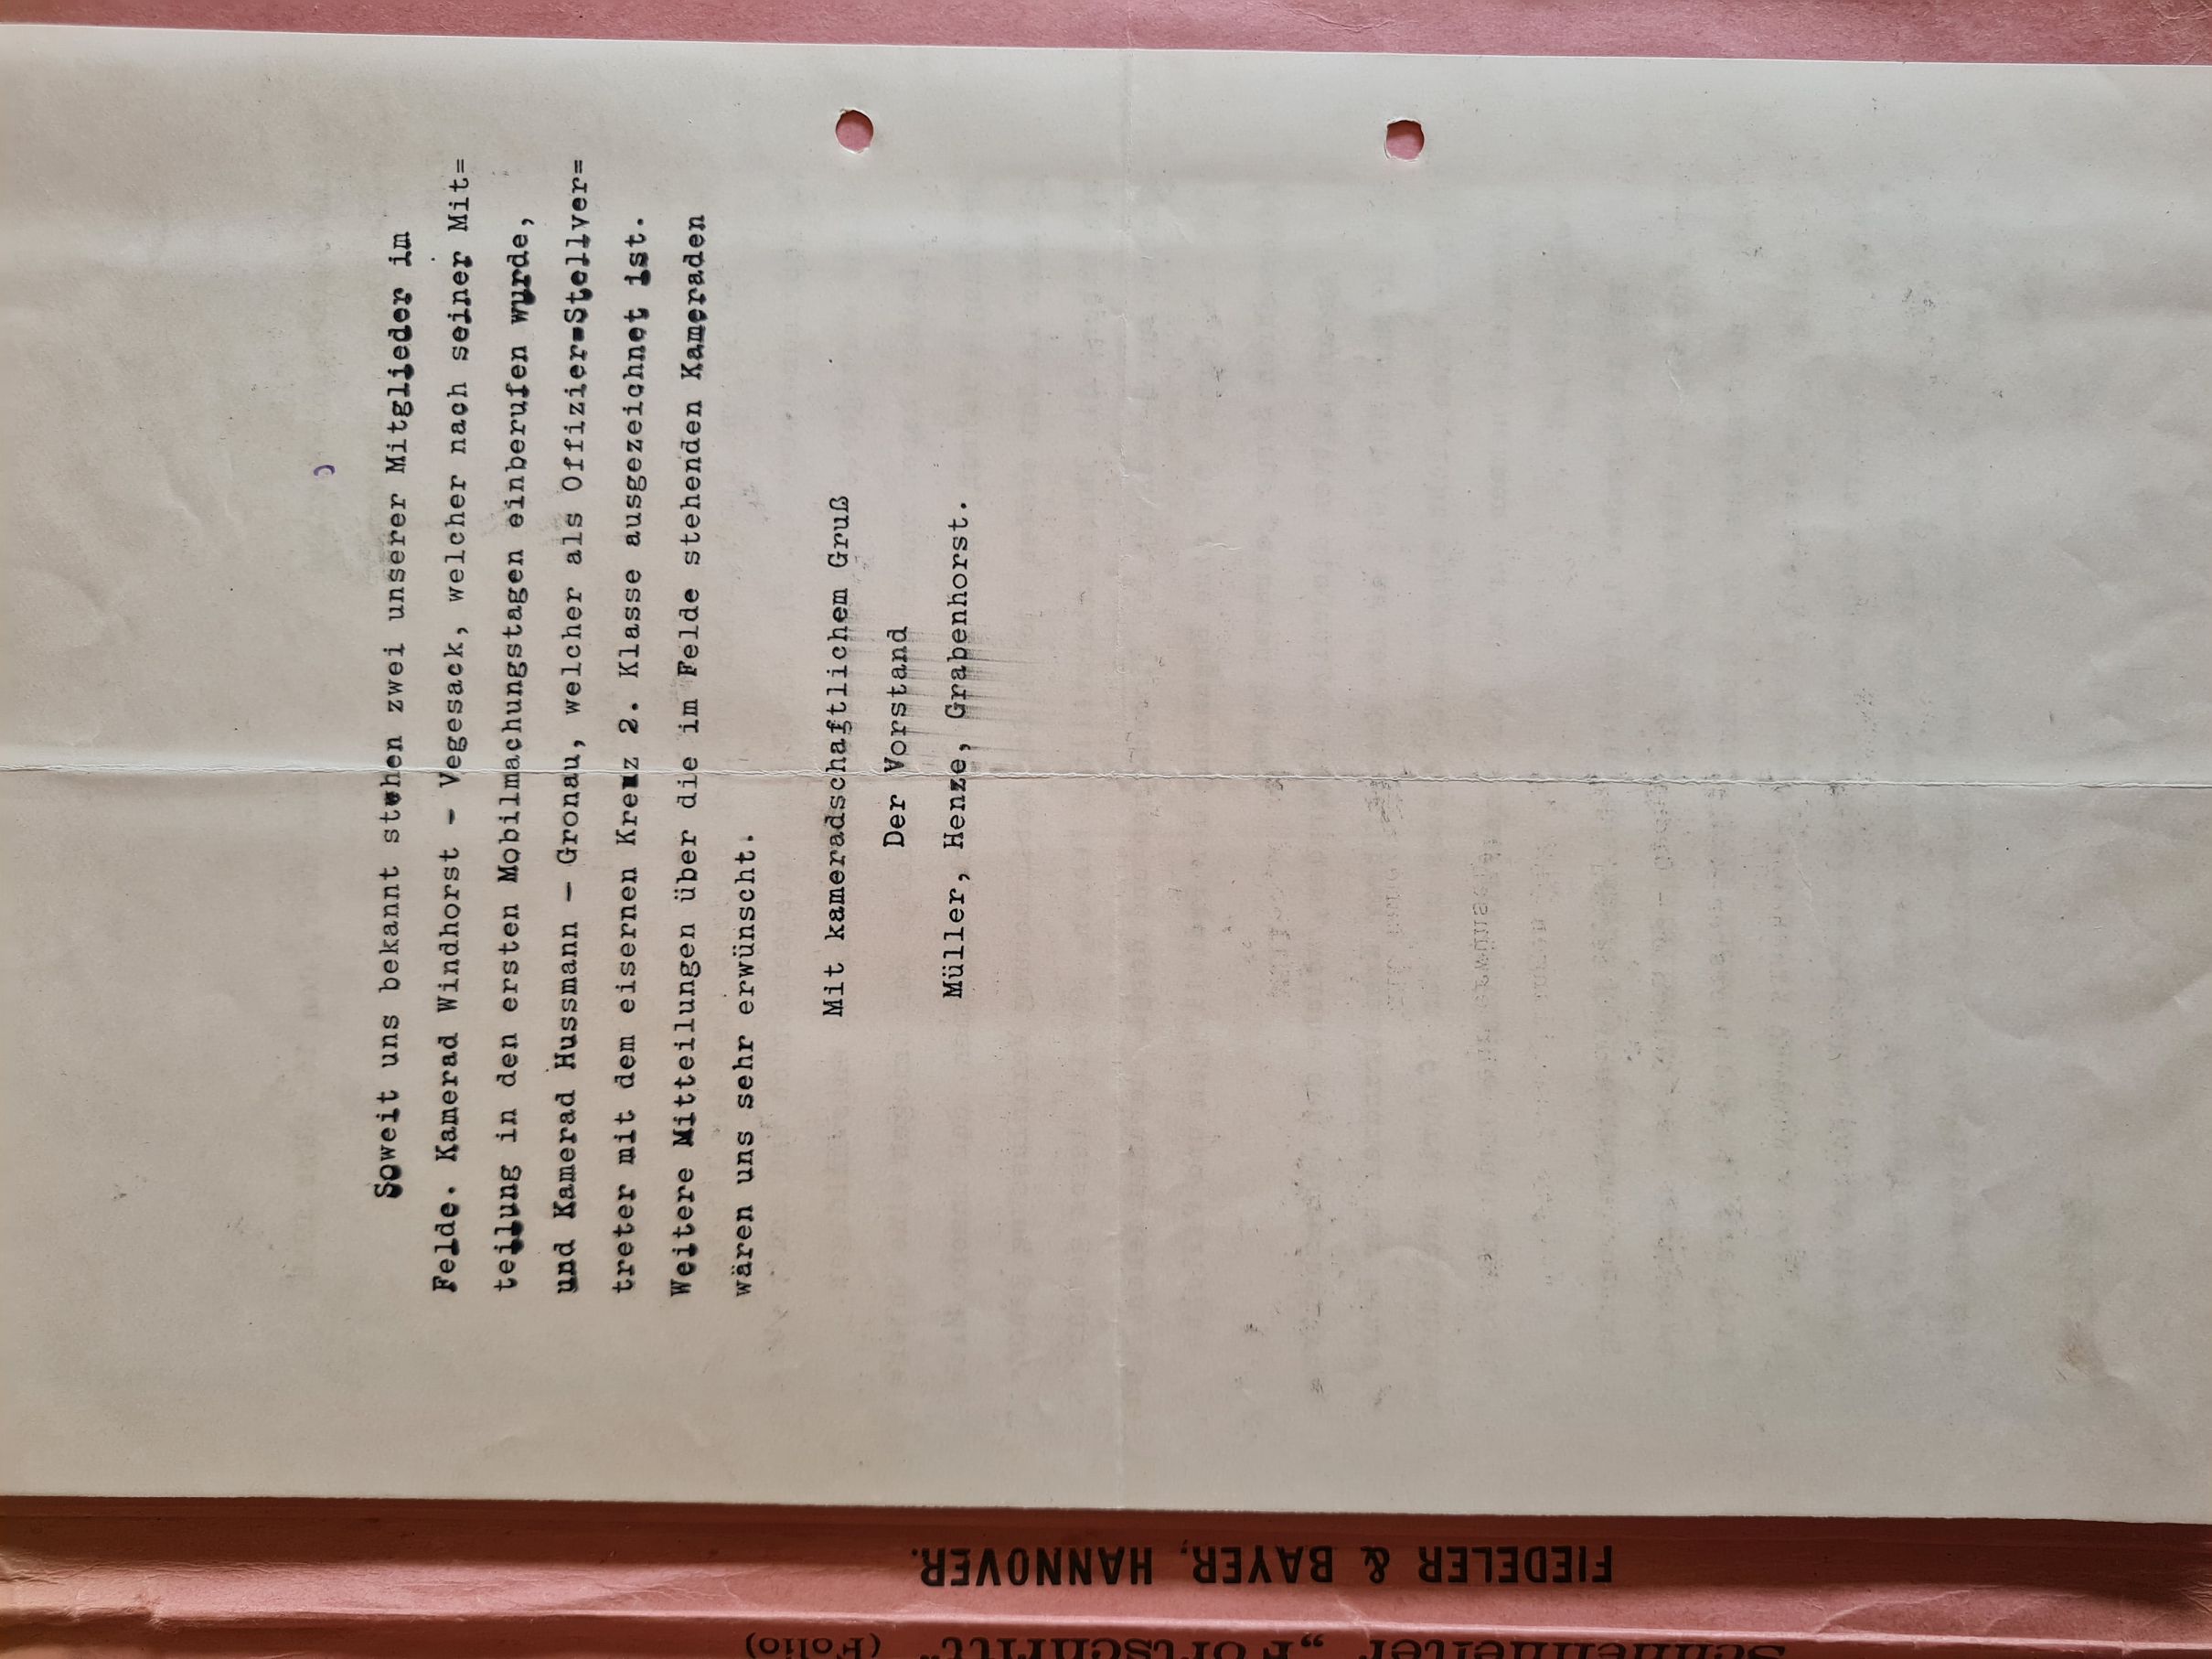 Soweit uns bekannt stehen zwei unserer Mitglieder im
Felde. Kamerad Windhorst - Vegesack, welcher nach seiner Mit=
teilung in den ersten Mobilmachungstagen einberufen wurde,
und Kamerad Hussmann - Gronau, welcher als Offizier=Stellver=
treter mit dem eisernen Kreuz 2. Klasse ausgezeichnet ist.
Weitere Mitteilungen über die im Felde stehenden Kameraden
wären uns sehr erwünscht.
Mit kameradschaftlichem Gruß
Der Vorstand
Müller, Henze, Grabenhorst.
FIEDELER & BAYER, HANNOVER.
Schnellhefter „Fortschritt“ (Folio)